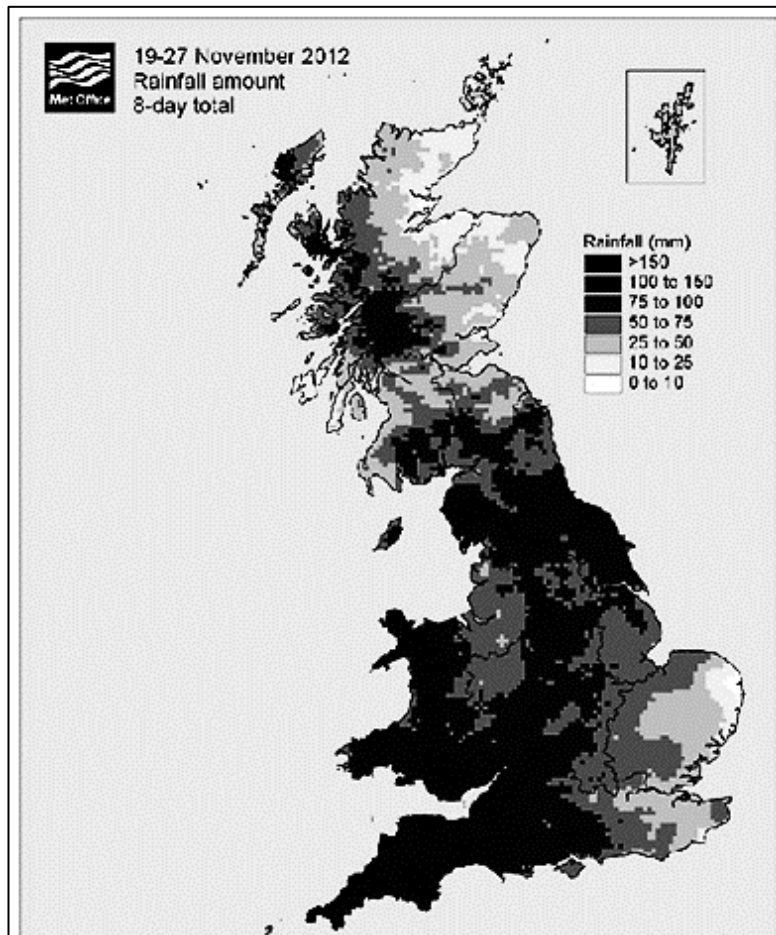 19-27 November 2012
Rainfall amount
8-day total
Met Office
Rainfall (mm)
>150
100 to 150
75 to 100
50 to 75
25 to 50
10 to 25
0 to 10